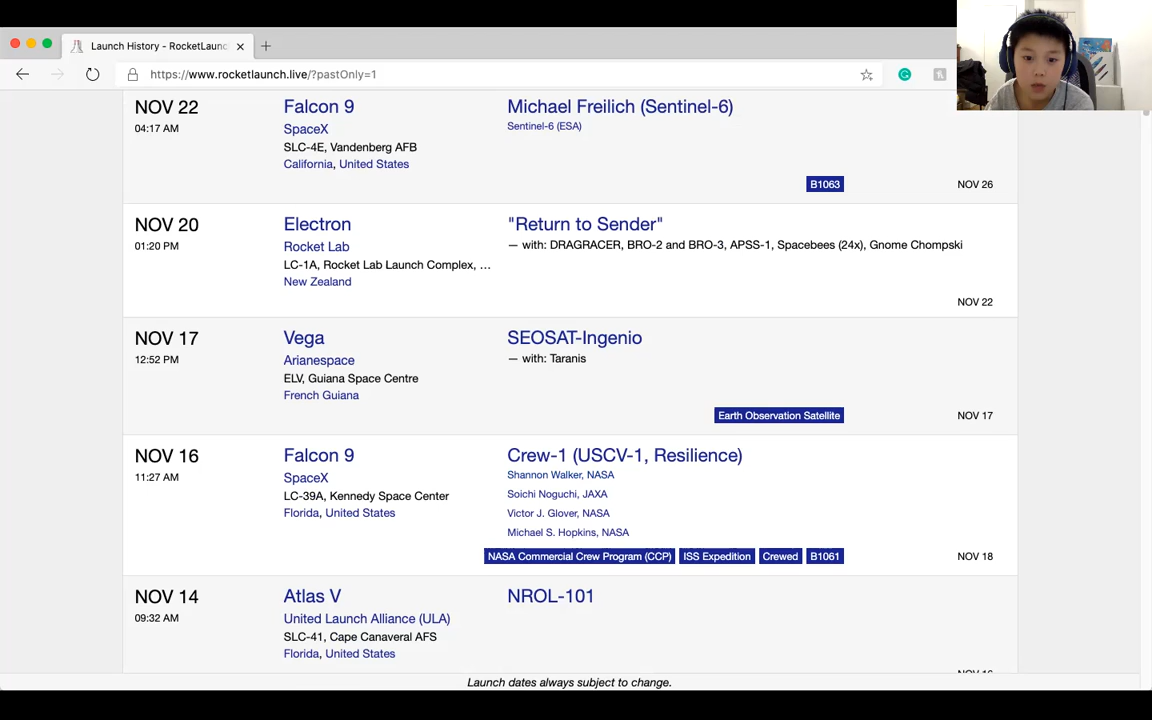 Launch History - RocketLaunc
https://www.rocketlaunch.live/?pastOnly=1
NOV 22
04:17 AM
Falcon 9
SpaceX
SLC-4E, Vandenberg AFB
California, United States
Michael Freilich (Sentinel-6)
Sentinel-6 (ESA)
B1063
NOV 26
NOV 20
01:20 PM
Electron
Rocket Lab
LC-1A, Rocket Lab Launch Complex, ...
New Zealand
"Return to Sender"
— with: DRAGRACER, BRO-2 and BRO-3, APSS-1, Spacebees (24x), Gnome Chompski
NOV 22
NOV 17
12:52 PM
Vega
Arianespace
ELV, Guiana Space Centre
French Guiana
SEOSAT-Ingenio
— with: Taranis
Earth Observation Satellite
NOV 17
NOV 16
11:27 AM
Falcon 9
SpaceX
LC-39A, Kennedy Space Center
Florida, United States
Crew-1 (USCV-1, Resilience)
Shannon Walker, NASA
Soichi Noguchi, JAXA
Victor J. Glover, NASA
Michael S. Hopkins, NASA
NASA Commercial Crew Program (CCP) ISS Expedition Crewed B1061
NOV 18
NOV 14
09:32 AM
Atlas V
United Launch Alliance (ULA)
SLC-41, Cape Canaveral AFS
Florida, United States
NROL-101
Launch dates always subject to change.